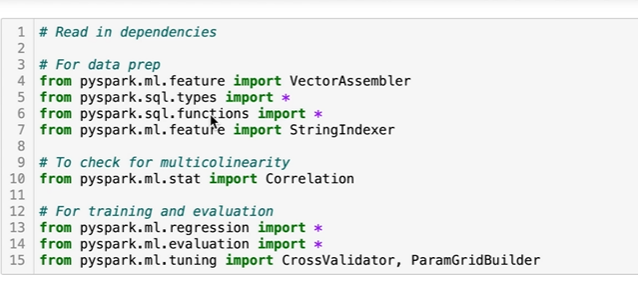 1 # Read in dependencies
2
3 # For data prep
4 from pyspark.ml.feature import VectorAssembler
5 from pyspark.sql.types import *
6 from pyspark.sql.functions import *
7 from pyspark.ml.feature import StringIndexer
8
9 # To check for multicolinearity
10 from pyspark.ml.stat import Correlation
11
12 # For training and evaluation
13 from pyspark.ml.regression import *
14 from pyspark.ml.evaluation import *
15 from pyspark.ml.tuning import CrossValidator, ParamGridBuilder